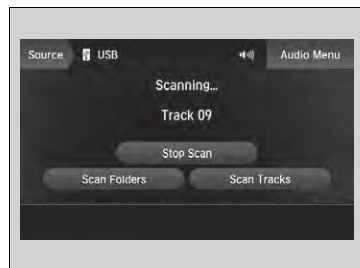 Source USB Audio Menu
Scanning...
Track 09
Stop Scan
Scan Folders Scan Tracks